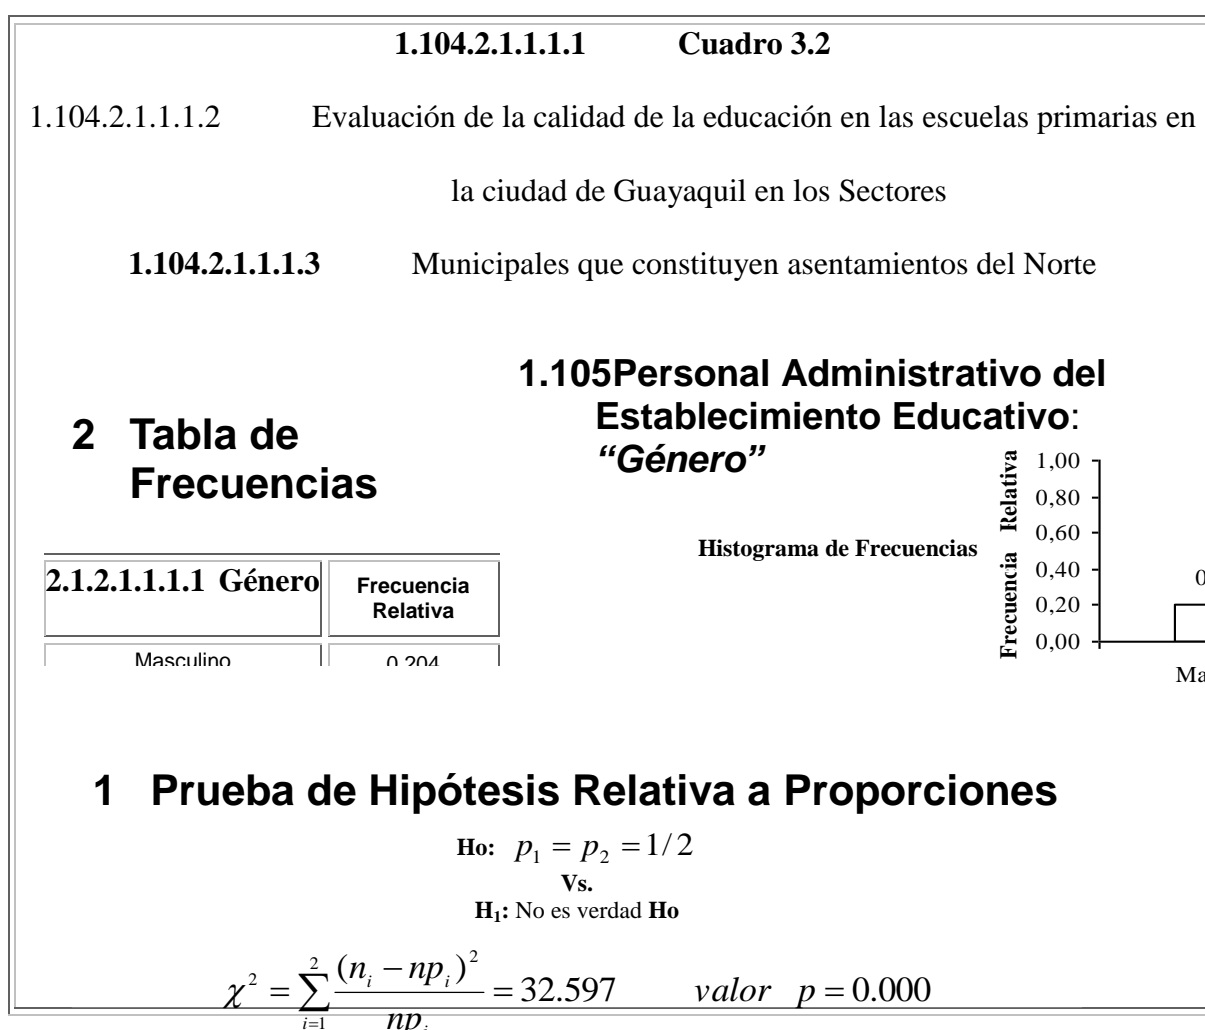 1.104.2.1.1.1.1 Cuadro 3.2
1.104.2.1.1.1.2 Evaluación de la calidad de la educación en las escuelas primarias en
la ciudad de Guayaquil en los Sectores
1.104.2.1.1.1.3 Municipales que constituyen asentamientos del Norte
1.105Personal Administrativo del
Establecimiento Educativo:
“Género”
2 Tabla de
Frecuencias
2.1.2.1.1.1.1 Género
Frecuencia
Relativa
Masculino 0.204
Histograma de Frecuencias
Frecuencia Relativa
1,00
0,80
0,60
0,40
0,20
0,00
0
Ma
1 Prueba de Hipótesis Relativa a Proporciones
Ho: p₁ = p₂ = 1/2
Vs.
H₁: No es verdad Ho
χ² = ∑_{i=1}^{2} (nᵢ − npᵢ)² / npᵢ = 32.597 valor p = 0.000